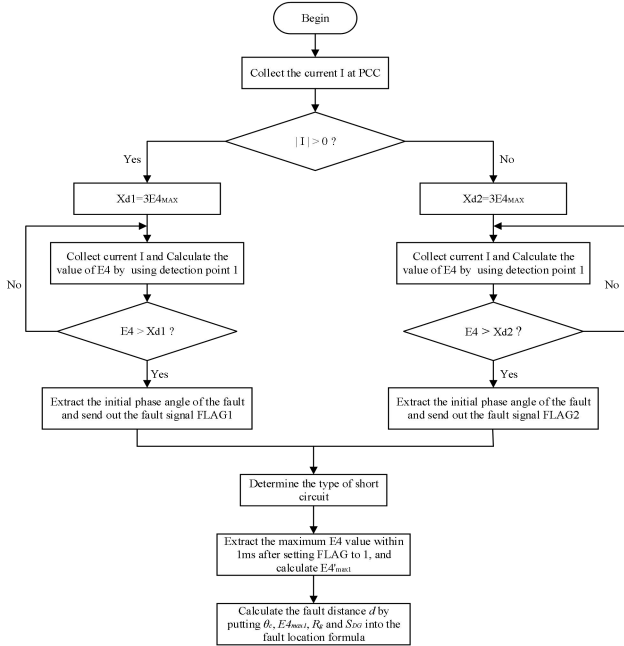 Begin
Collect the current I at PCC
| I | > 0 ?
Yes
No
Xd1=3E4MAX
Xd2=3E4MAX
Collect current I and Calculate the
value of E4 by using detection point 1
Collect current I and Calculate the
value of E4 by using detection point 1
No
No
E4 > Xd1 ?
E4 > Xd2 ?
Yes
Yes
Extract the initial phase angle of the fault
and send out the fault signal FLAG1
Extract the initial phase angle of the fault
and send out the fault signal FLAG2
Determine the type of short
circuit
Extract the maximum E4 value within
1ms after setting FLAG to 1, and
calculate E4'max1
Calculate the fault distance d by
putting θc, E4max1, Rg and SDG into the
fault location formula